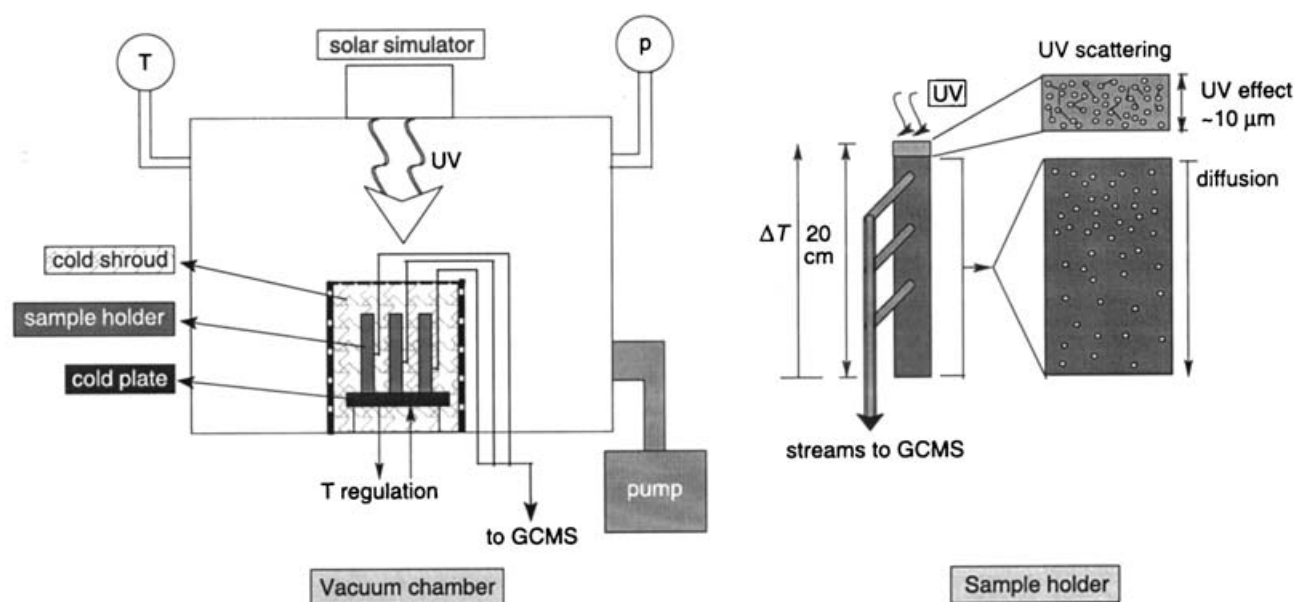 T
solar simulator
p
UV
cold shroud
sample holder
cold plate
T regulation
to GCMS
pump
Vacuum chamber
UV scattering
UV
UV effect
~10 μm
diffusion
ΔT
20
cm
streams to GCMS
Sample holder